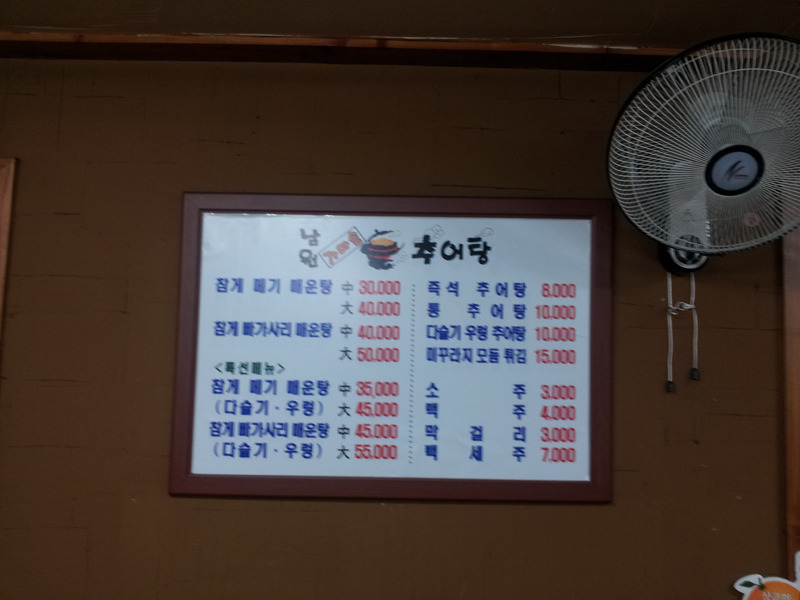 남원 추어탕
참게 메기 매운탕 中 30.000
大 40.000
참게 빠가사리 매운탕 中 40.000
大 50.000
<특선메뉴>
참게 메기 매운탕 中 35,000
(다슬기·우렁) 大 45.000
참게 빠가사리 매운탕 中 45.000
(다슬기·우렁) 大 55.000
즉석 추어탕 8.000
통 추어탕 10.000
다슬기 우렁 추어탕 10.000
미꾸라지 모듬 튀김 15.000
소주 3.000
맥주 4.000
막걸리 3.000
백세주 7.000